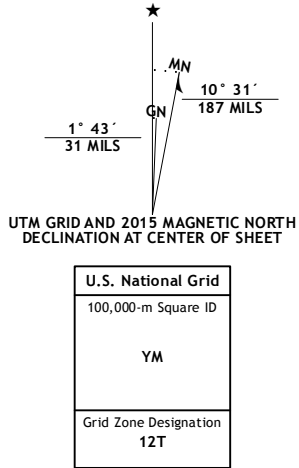 ★
MN
GN
10° 31´
187 MILS
1° 43´
31 MILS
UTM GRID AND 2015 MAGNETIC NORTH
DECLINATION AT CENTER OF SHEET
U.S. National Grid
100,000-m Square ID
YM
Grid Zone Designation
12T